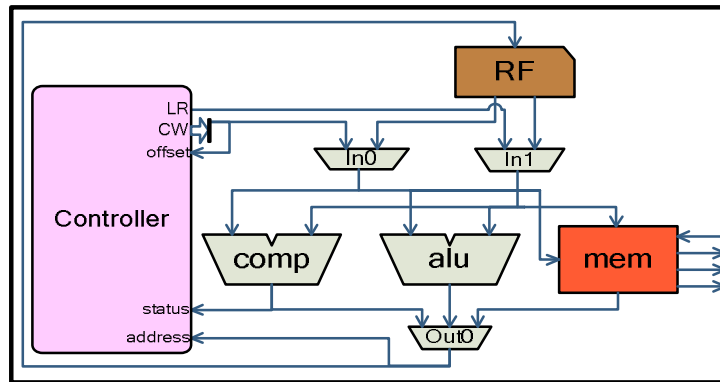 RF
LR
CW
offset
In0
In1
Controller
comp
alu
mem
status
address
Out0